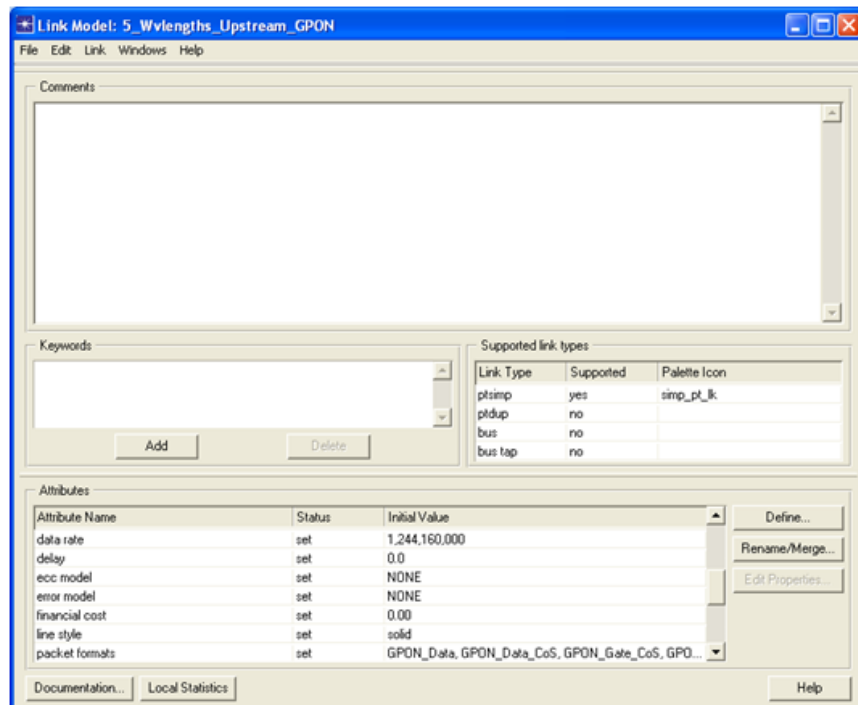 Link Model: 5_Wvlengths_Upstream_GPON
File Edit Link Windows Help
Comments
Keywords
Add Delete
Supported link types
Link Type Supported Palette Icon
ptsimp yes simp_pt_lk
ptdup no
bus no
bus tap no
Attributes
Attribute Name Status Initial Value
data rate set 1,244,160,000
delay set 0.0
ecc model set NONE
error model set NONE
financial cost set 0.00
line style set solid
packet formats set GPON_Data, GPON_Data_CoS, GPON_Gate_CoS, GPO...
Define...
Rename/Merge...
Edit Properties...
Documentation... Local Statistics Help